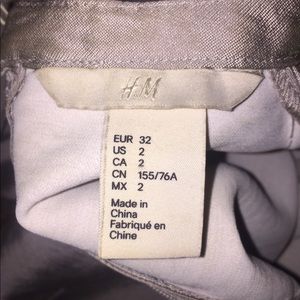 H&M
EUR 32
US 2
CA 2
CN 155/76A
MX 2
Made in
China
Fabriqué en
Chine